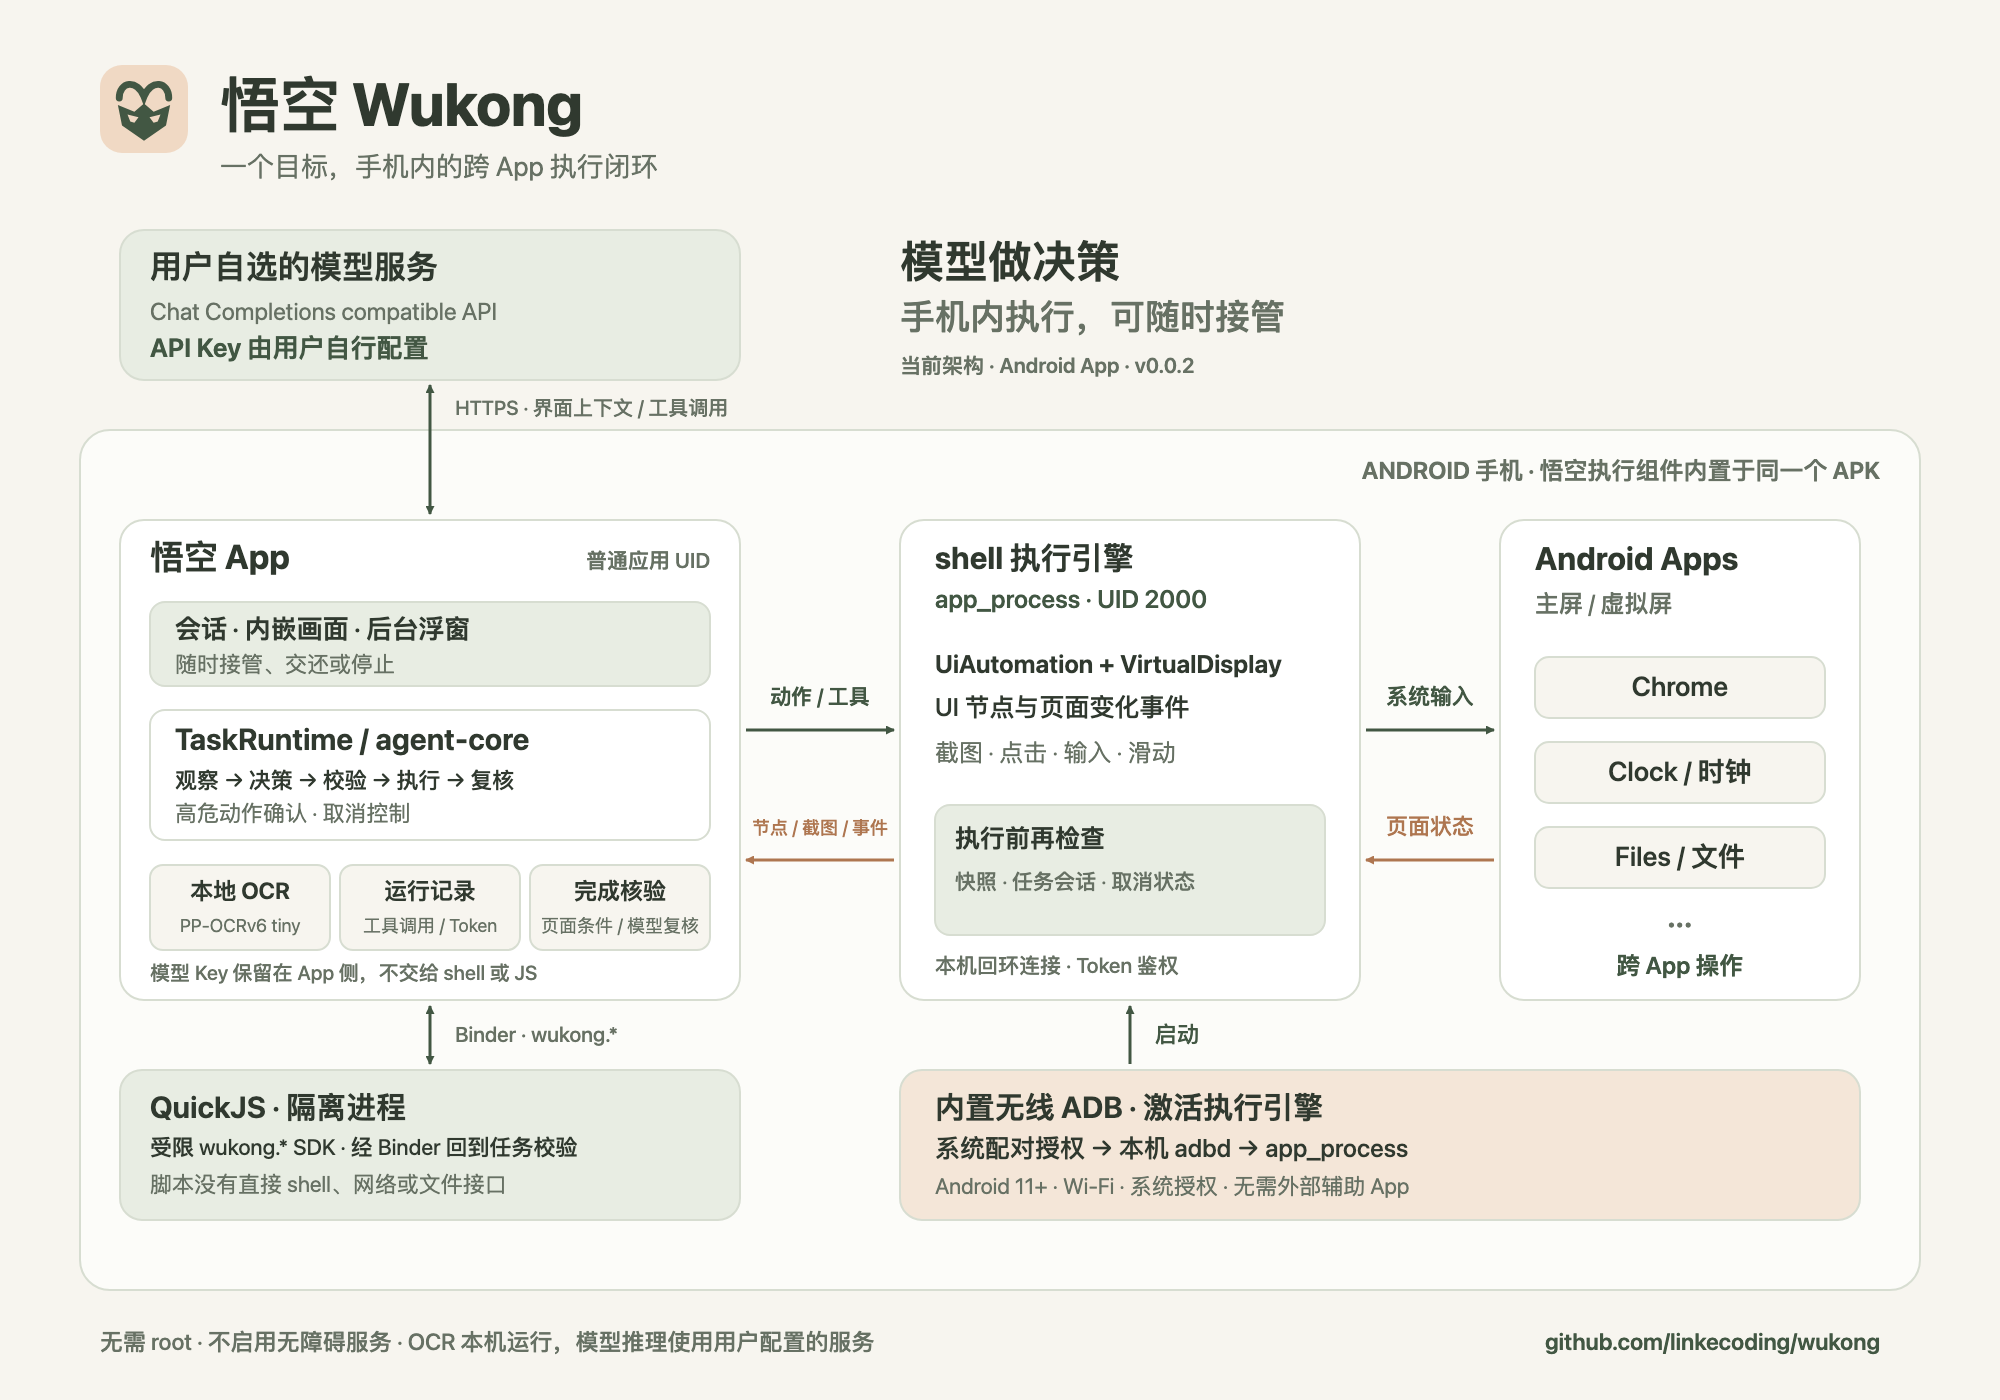 悟空 Wukong
一个目标，手机内的跨 App 执行闭环
用户自选的模型服务
Chat Completions compatible API
API Key 由用户自行配置
模型做决策
手机内执行，可随时接管
当前架构 · Android App · v0.0.2
HTTPS · 界面上下文 / 工具调用
ANDROID 手机 · 悟空执行组件内置于同一个 APK
悟空 App
普通应用 UID
会话 · 内嵌画面 · 后台浮窗
随时接管、交还或停止
TaskRuntime / agent-core
观察 → 决策 → 校验 → 执行 → 复核
高危动作确认 · 取消控制
本地 OCR
PP-OCRv6 tiny
运行记录
工具调用 / Token
完成核验
页面条件 / 模型复核
模型 Key 保留在 App 侧，不交给 shell 或 JS
动作 / 工具
节点 / 截图 / 事件
shell 执行引擎
app_process · UID 2000
UiAutomation + VirtualDisplay
UI 节点与页面变化事件
截图 · 点击 · 输入 · 滑动
执行前再检查
快照 · 任务会话 · 取消状态
本机回环连接 · Token 鉴权
系统输入
页面状态
Android Apps
主屏 / 虚拟屏
Chrome
Clock / 时钟
Files / 文件
...
跨 App 操作
Binder · wukong.*
启动
QuickJS · 隔离进程
受限 wukong.* SDK · 经 Binder 回到任务校验
脚本没有直接 shell、网络或文件接口
内置无线 ADB · 激活执行引擎
系统配对授权 → 本机 adbd → app_process
Android 11+ · Wi-Fi · 系统授权 · 无需外部辅助 App
无需 root · 不启用无障碍服务 · OCR 本机运行，模型推理使用用户配置的服务
github.com/linkecoding/wukong